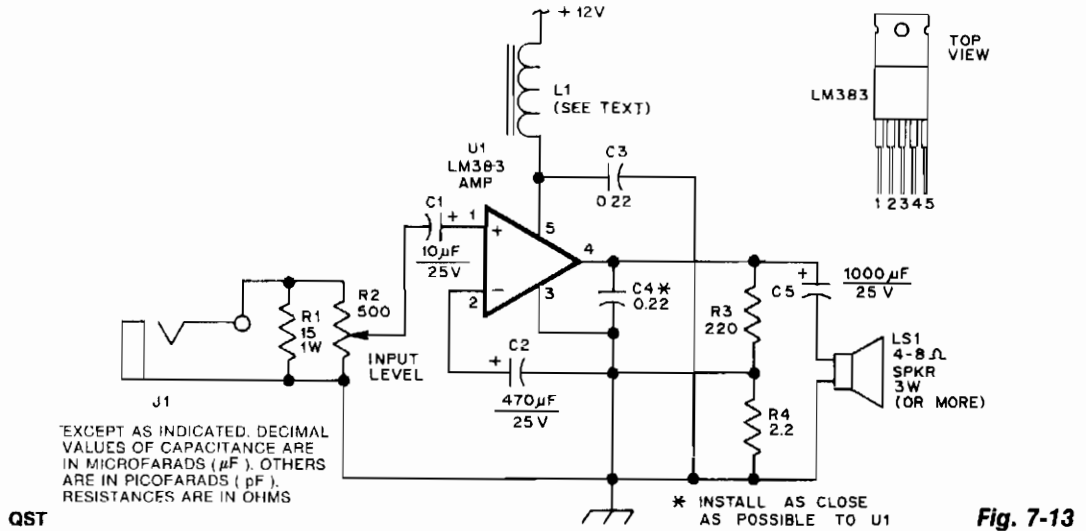 + 12V
L1
(SEE TEXT)
TOP
VIEW
LM383
1 2 3 4 5
U1
LM383
AMP
C3
0.22
C1
+
1
+
5
10µF
25V
4
−
2
3
C4*
0.22
+
C5
1000µF
25 V
R1
15
1W
R2
500
INPUT
LEVEL
C2
+
470µF
25V
R3
220
LS1
4-8Ω
SPKR
3W
(OR MORE)
R4
2.2
J1
EXCEPT AS INDICATED, DECIMAL
VALUES OF CAPACITANCE ARE
IN MICROFARADS (µF). OTHERS
ARE IN PICOFARADS (pF).
RESISTANCES ARE IN OHMS
* INSTALL AS CLOSE
AS POSSIBLE TO U1
QST
Fig. 7-13